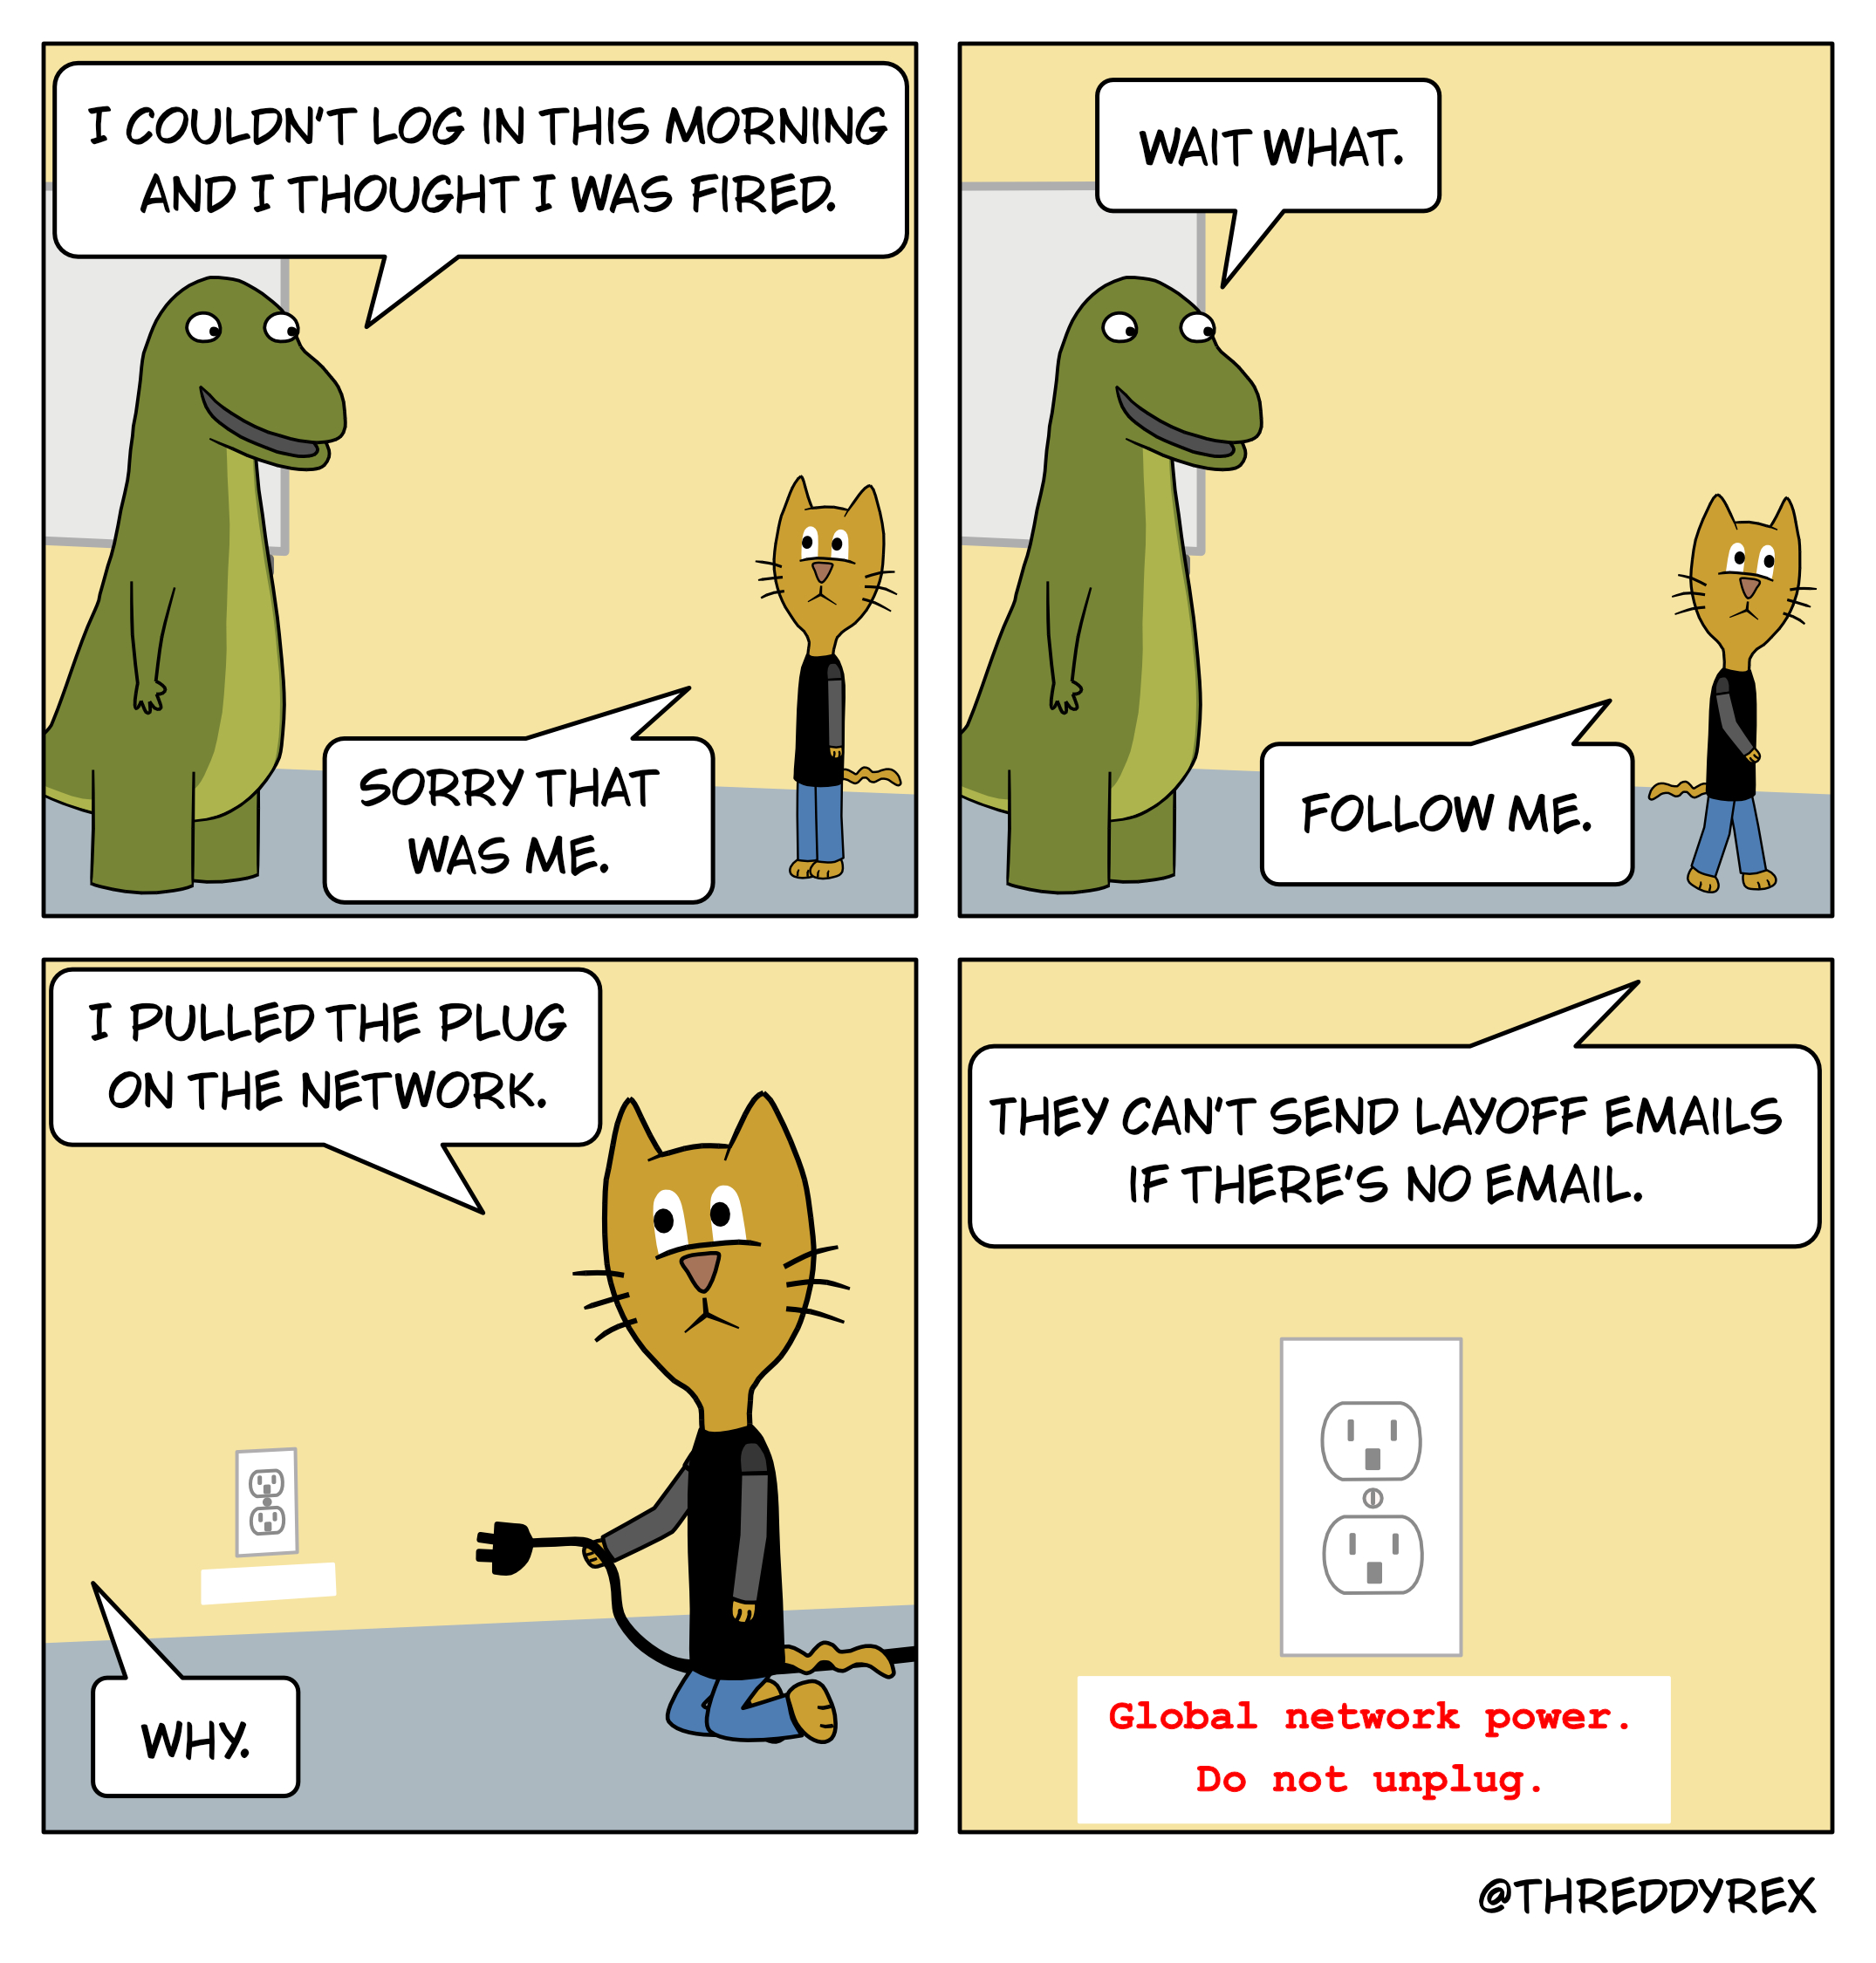 I COULDN'T LOG IN THIS MORNING
AND I THOUGHT I WAS FIRED.
SORRY THAT
WAS ME.
WAIT WHAT.
FOLLOW ME.
I PULLED THE PLUG
ON THE NETWORK.
WHY.
THEY CAN'T SEND LAYOFF EMAILS
IF THERE'S NO EMAIL.
Global network power.
Do not unplug.
@THREDDYREX